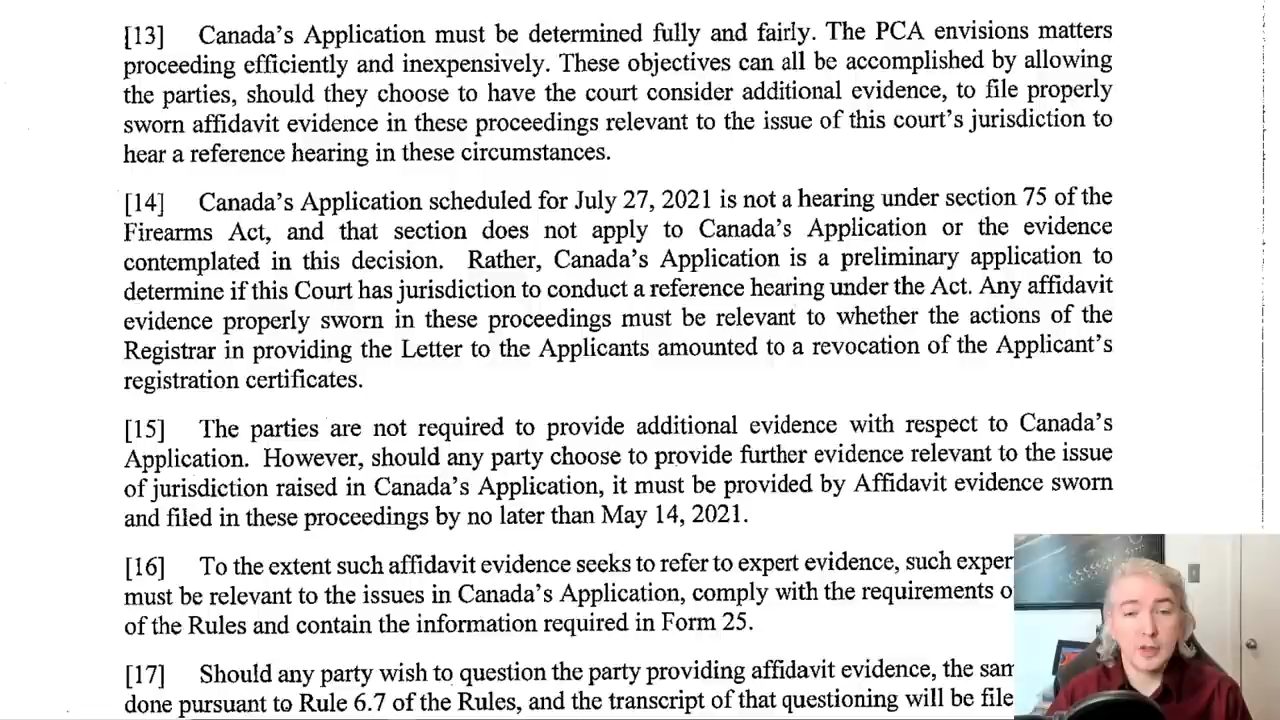 [13] Canada's Application must be determined fully and fairly. The PCA envisions matters
proceeding efficiently and inexpensively. These objectives can all be accomplished by allowing
the parties, should they choose to have the court consider additional evidence, to file properly
sworn affidavit evidence in these proceedings relevant to the issue of this court's jurisdiction to
hear a reference hearing in these circumstances.
[14] Canada's Application scheduled for July 27, 2021 is not a hearing under section 75 of the
Firearms Act, and that section does not apply to Canada's Application or the evidence
contemplated in this decision. Rather, Canada's Application is a preliminary application to
determine if this Court has jurisdiction to conduct a reference hearing under the Act. Any affidavit
evidence properly sworn in these proceedings must be relevant to whether the actions of the
Registrar in providing the Letter to the Applicants amounted to a revocation of the Applicant's
registration certificates.
[15] The parties are not required to provide additional evidence with respect to Canada's
Application. However, should any party choose to provide further evidence relevant to the issue
of jurisdiction raised in Canada's Application, it must be provided by Affidavit evidence sworn
and filed in these proceedings by no later than May 14, 2021.
[16] To the extent such affidavit evidence seeks to refer to expert evidence, such exper
must be relevant to the issues in Canada's Application, comply with the requirements o
of the Rules and contain the information required in Form 25.
[17] Should any party wish to question the party providing affidavit evidence, the sam
done pursuant to Rule 6.7 of the Rules, and the transcript of that questioning will be file